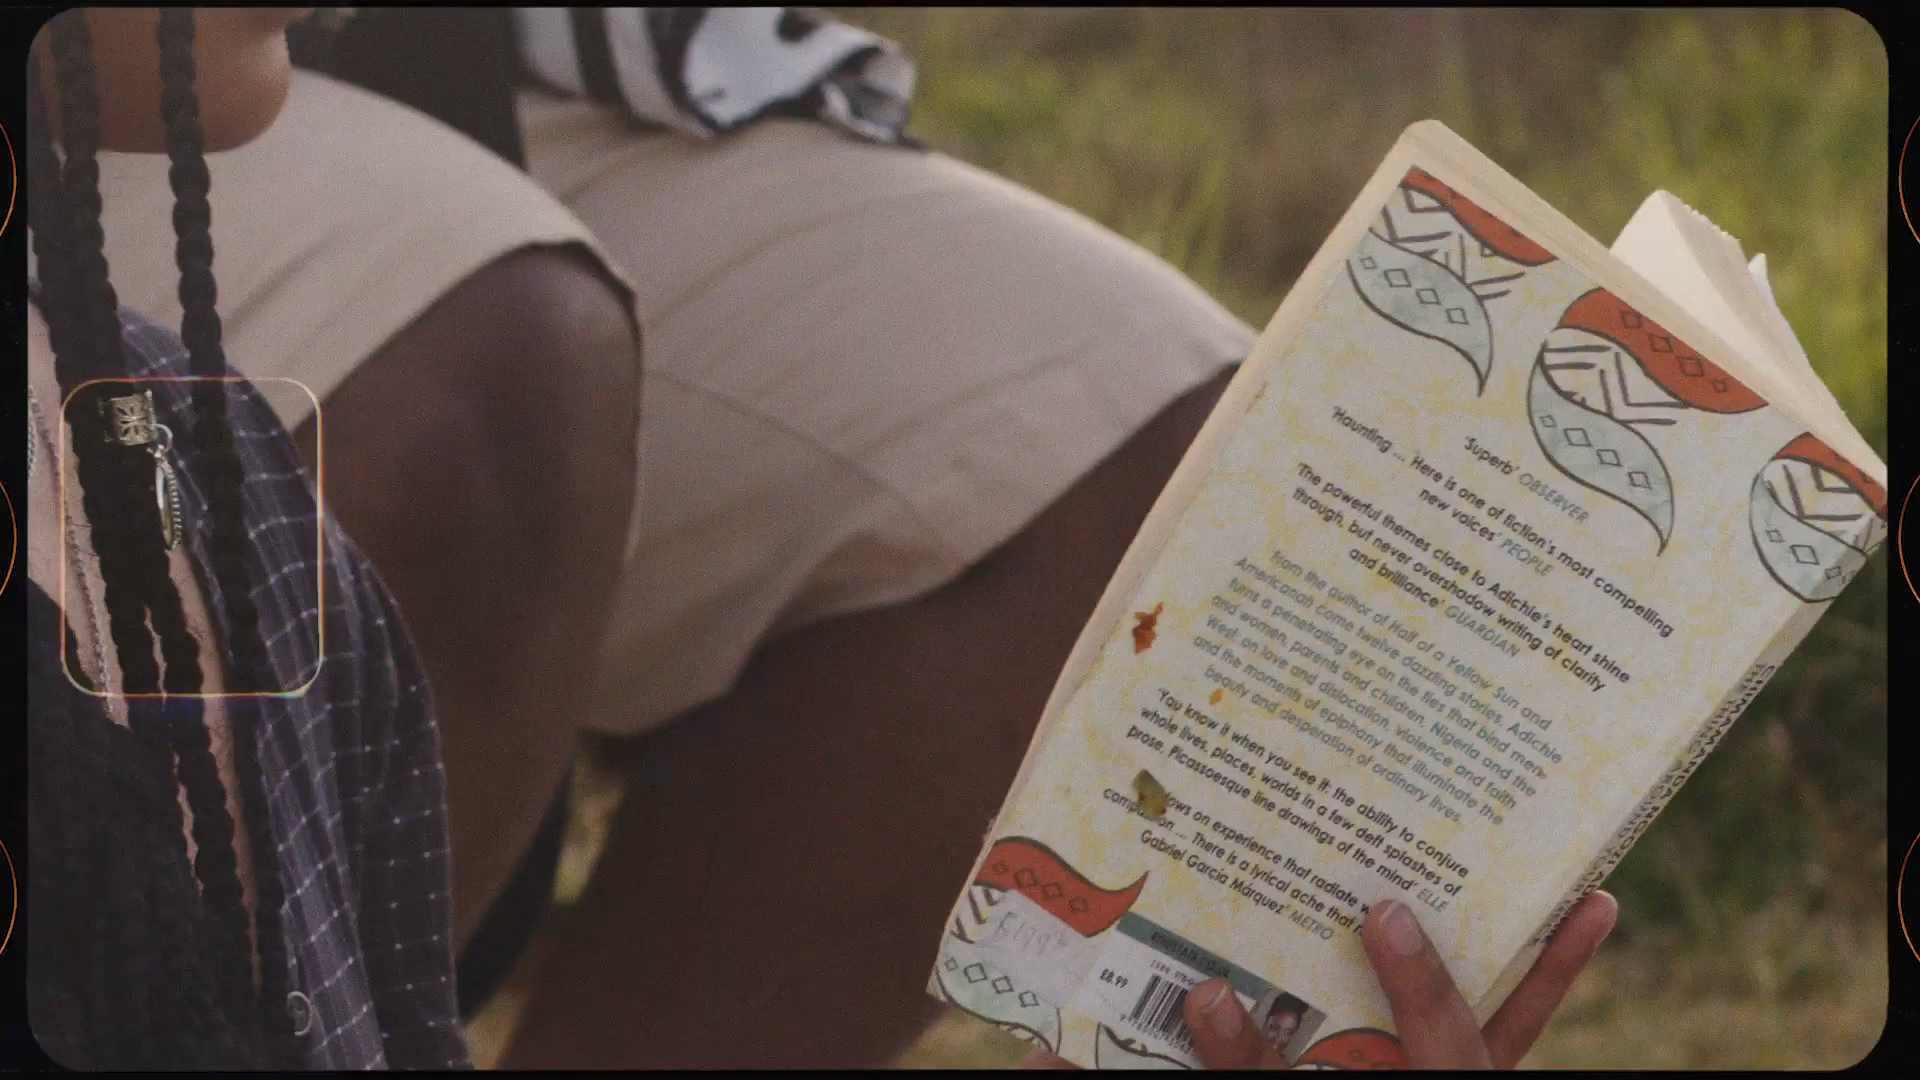 'Superb' OBSERVER
'Haunting ... Here is one of fiction's most compelling
new voices' PEOPLE
'The powerful themes close to Adichie's heart shine
through, but never overshadow writing of clarity
and brilliance' GUARDIAN
From the author of Half of a Yellow Sun and
Americanah come twelve dazzling stories. Adichie
turns a penetrating eye on the ties that bind men
and women, parents and children, Nigeria and the
West, on love and dislocation, violence and faith
and the moments of epiphany that illuminate the
beauty and desperation of ordinary lives.
'You know it when you see it: the ability to conjure
whole lives, places, worlds in a few deft splashes of
prose, Picassoesque line drawings of the mind' ELLE
on experience that radiate
There is a lyrical ache that
Gabriel García Márquez' METRO
£8.99